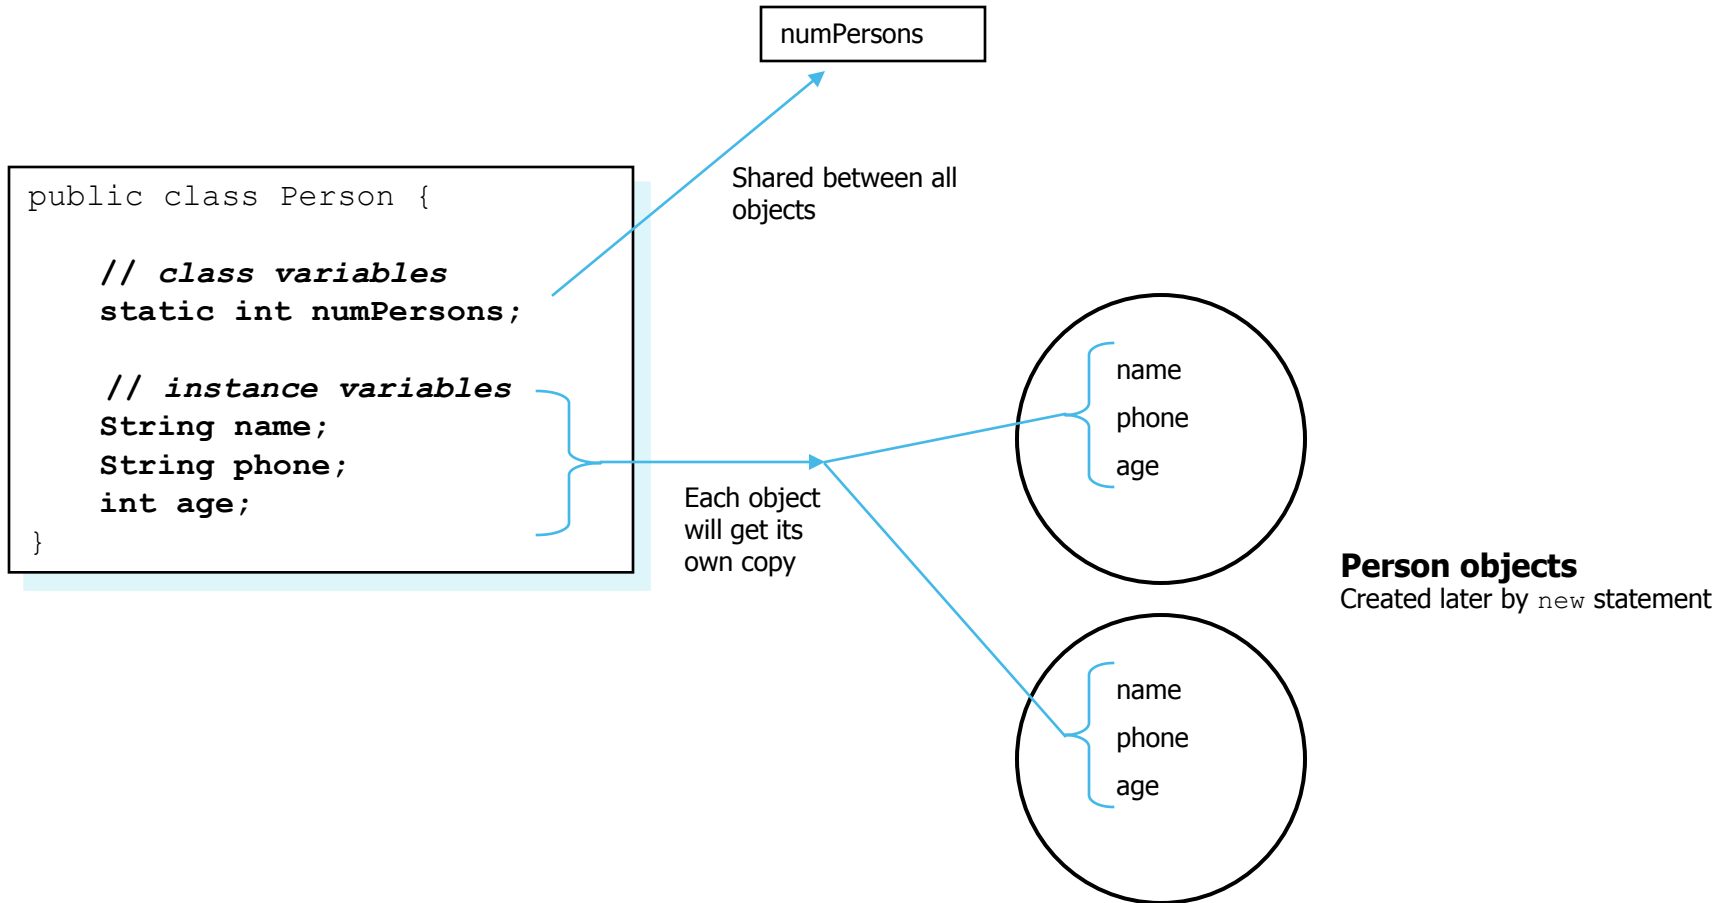 numPersons
Shared between all
objects
public class Person {
// class variables
static int numPersons;
// instance variables
String name;
String phone;
int age;
}
Each object
will get its
own copy
name
phone
age
Person objects
Created later by new statement
name
phone
age